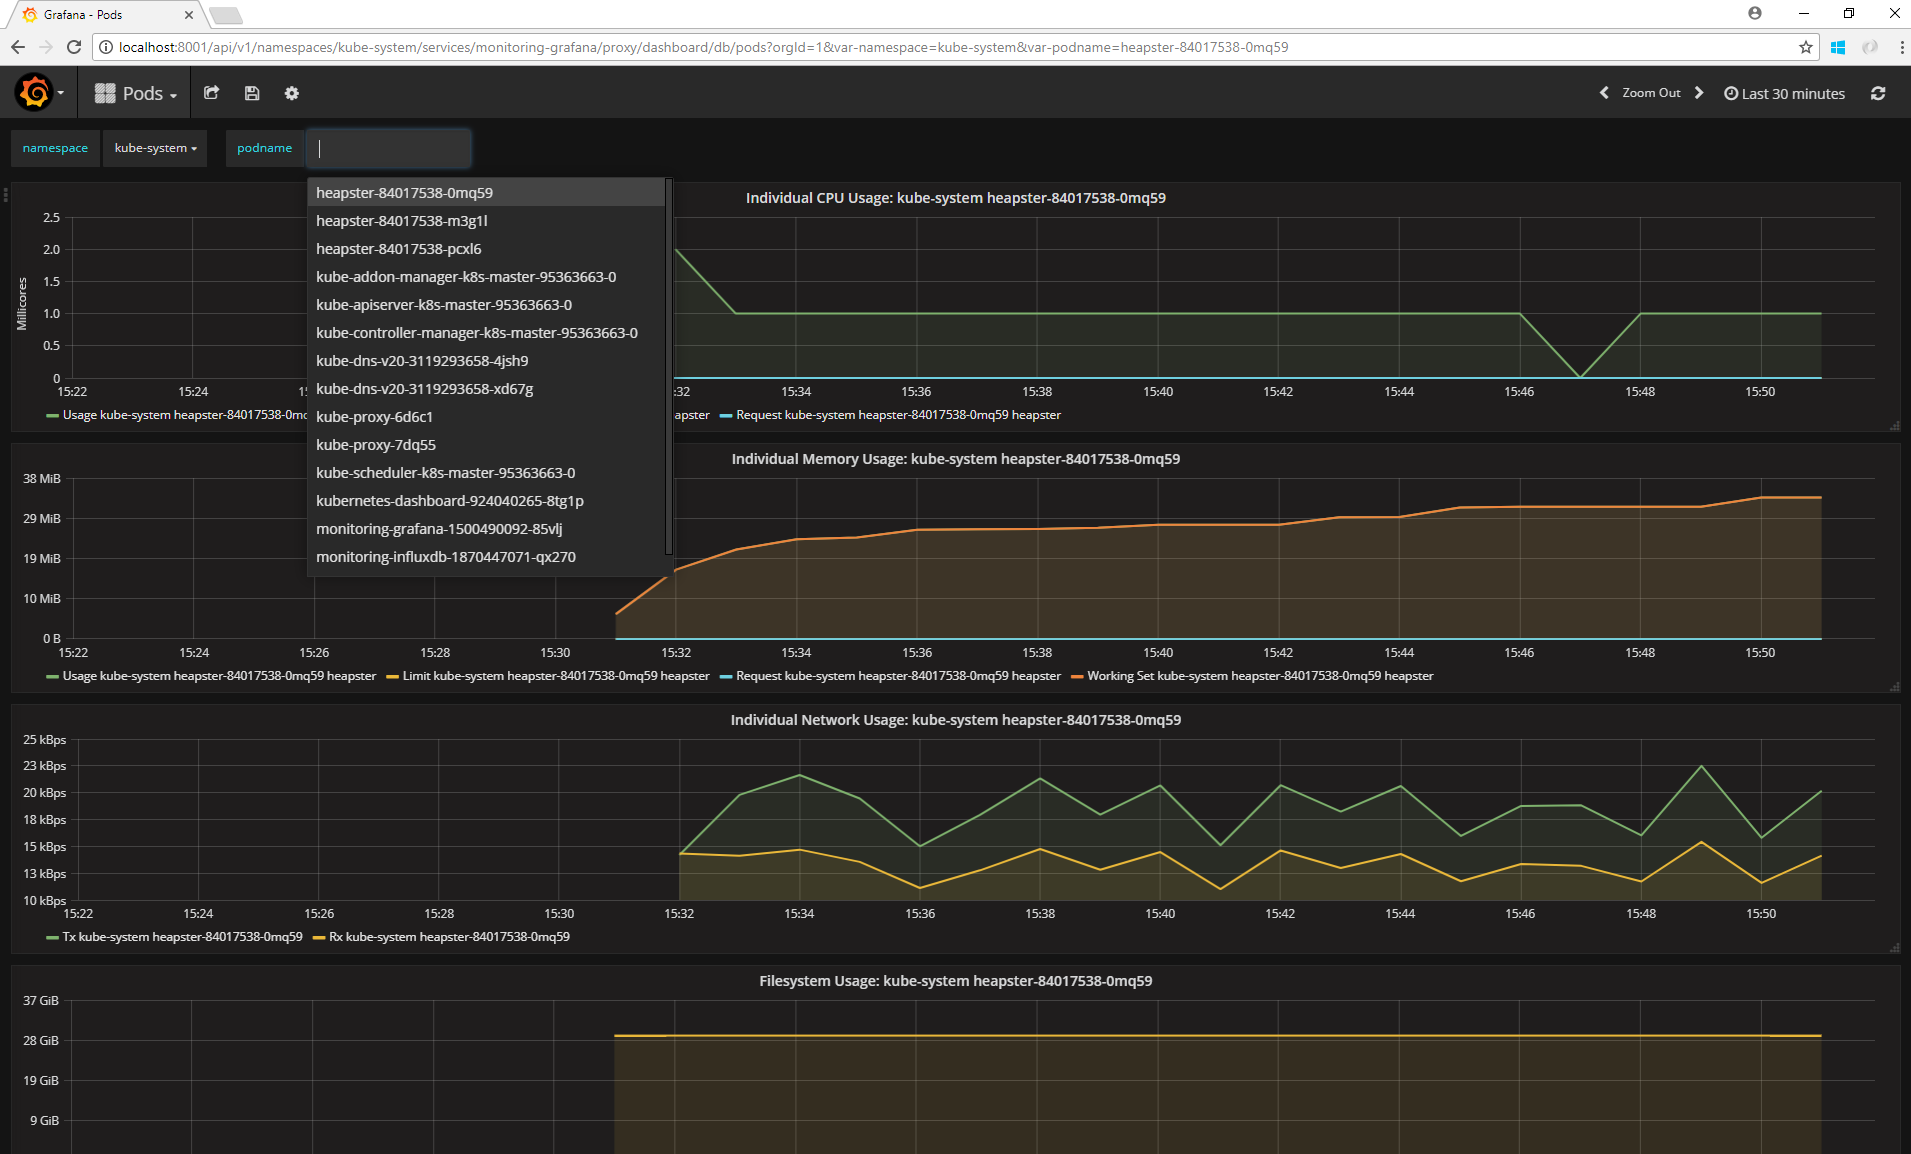 Grafana - Pods
localhost:8001/api/v1/namespaces/kube-system/services/monitoring-grafana/proxy/dashboard/db/pods?orgId=1&var-namespace=kube-system&var-podname=heapster-84017538-0mq59
Pods
Zoom Out
Last 30 minutes
namespace
kube-system
podname
heapster-84017538-0mq59
heapster-84017538-m3g1l
heapster-84017538-pcxl6
kube-addon-manager-k8s-master-95363663-0
kube-apiserver-k8s-master-95363663-0
kube-controller-manager-k8s-master-95363663-0
kube-dns-v20-3119293658-4jsh9
kube-dns-v20-3119293658-xd67g
kube-proxy-6d6c1
kube-proxy-7dq55
kube-scheduler-k8s-master-95363663-0
kubernetes-dashboard-924040265-8tg1p
monitoring-grafana-1500490092-85vlj
monitoring-influxdb-1870447071-qx270
Individual CPU Usage: kube-system heapster-84017538-0mq59
Millicores
2.5
2.0
1.5
1.0
0.5
0
15:22 15:24 15: :32 15:34 15:36 15:38 15:40 15:42 15:44 15:46 15:48 15:50
Usage kube-system heapster-84017538-0m apster Request kube-system heapster-84017538-0mq59 heapster
Individual Memory Usage: kube-system heapster-84017538-0mq59
38 MiB
29 MiB
19 MiB
10 MiB
0 B
15:22 15:24 15:26 15:28 15:30 15:32 15:34 15:36 15:38 15:40 15:42 15:44 15:46 15:48 15:50
Usage kube-system heapster-84017538-0mq59 heapster Limit kube-system heapster-84017538-0mq59 heapster Request kube-system heapster-84017538-0mq59 heapster Working Set kube-system heapster-84017538-0mq59 heapster
Individual Network Usage: kube-system heapster-84017538-0mq59
25 kBps
23 kBps
20 kBps
18 kBps
15 kBps
13 kBps
10 kBps
15:22 15:24 15:26 15:28 15:30 15:32 15:34 15:36 15:38 15:40 15:42 15:44 15:46 15:48 15:50
Tx kube-system heapster-84017538-0mq59 Rx kube-system heapster-84017538-0mq59
Filesystem Usage: kube-system heapster-84017538-0mq59
37 GiB
28 GiB
19 GiB
9 GiB